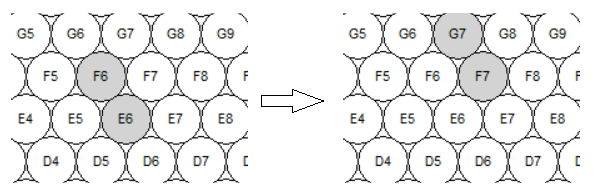 G5 G6 G7 G8 G9
F5 F6 F7 F8 F
E4 E5 E6 E7 E8
D4 D5 D6 D7 D
G5 G6 G7 G8 G9
F5 F6 F7 F8 F
E4 E5 E6 E7 E8
D4 D5 D6 D7 D